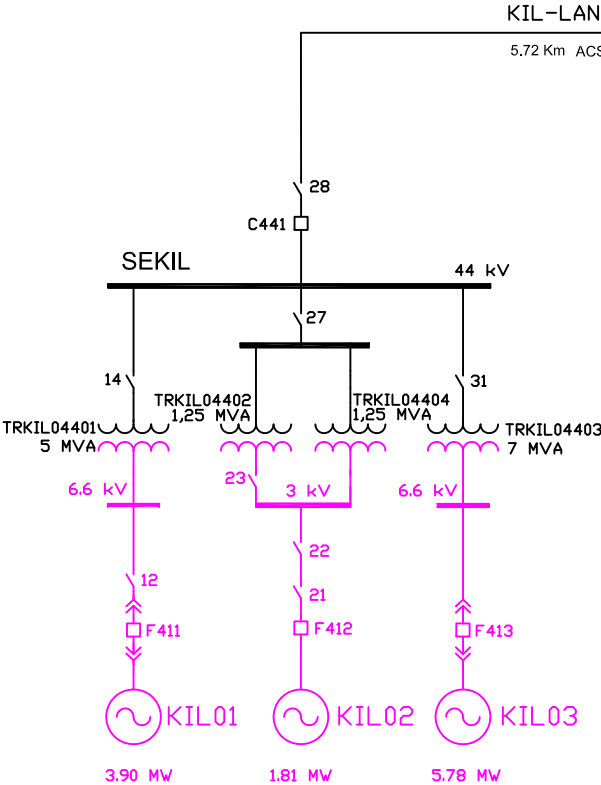 KIL-LAN
5.72 Km ACS
28
C441
SEKIL
44 kV
27
14
31
TRKIL04402
1,25 MVA
TRKIL04404
1,25 MVA
TRKIL04401
5 MVA
TRKIL04403
7 MVA
23
6.6 kV
3 kV
6.6 kV
22
12
21
F411
F412
F413
KIL01
KIL02
KIL03
3.90 MW
1.81 MW
5.78 MW